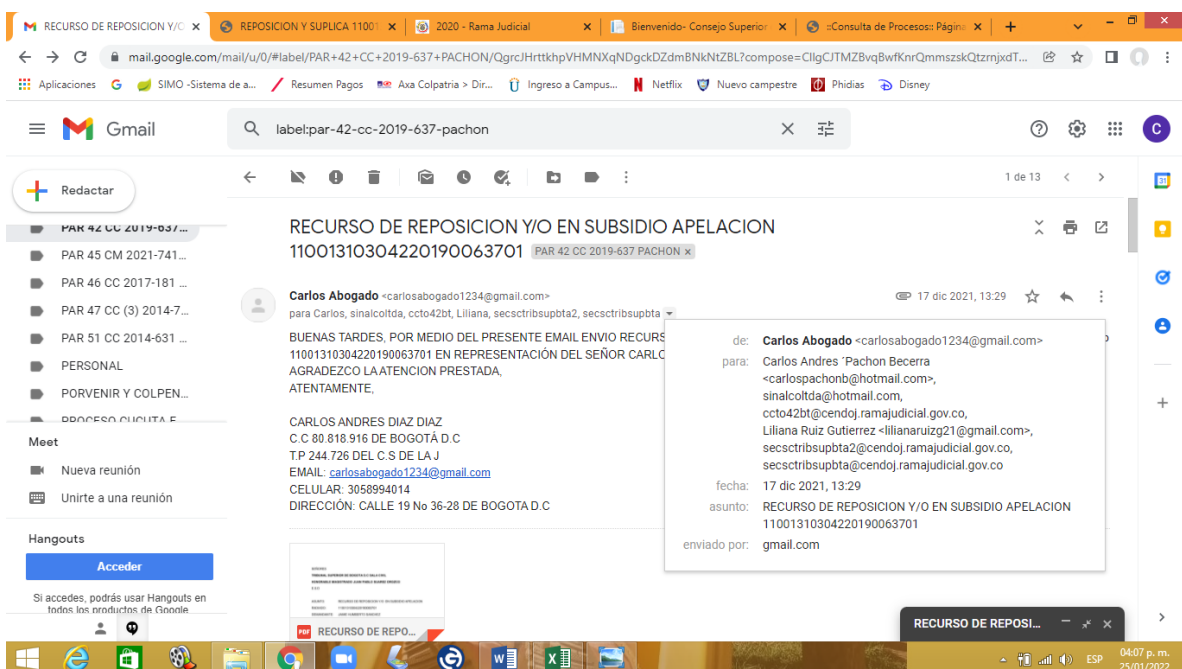 RECURSO DE REPOSICION Y/O
REPOSICION Y SUPLICA 11001
2020 - Rama Judicial
Bienvenido- Consejo Superior
::Consulta de Procesos:: Página
mail.google.com/mail/u/0/#label/PAR+42+CC+2019-637+PACHON/QgrcJHrttkhpVHMNXqNDgckDZdmBNkNtZBL?compose=CllgCJTMZBvqBwfKnrQmmszskQtzrnjxdT...
Aplicaciones
SIMO -Sistema de a...
Resumen Pagos
Axa Colpatria > Dir...
Ingreso a Campus...
Netflix
Nuevo campestre
Phidias
Disney
Gmail
label:par-42-cc-2019-637-pachon
C
Redactar
1 de 13
PAR 42 CC 2019-637...
PAR 45 CM 2021-741...
PAR 46 CC 2017-181 ...
PAR 47 CC (3) 2014-7...
PAR 51 CC 2014-631 ...
PERSONAL
PORVENIR Y COLPEN...
PROCESO CUCUTA E
Meet
Nueva reunión
Unirte a una reunión
Hangouts
Acceder
Si accedes, podrás usar Hangouts en
todos los productos de Google
RECURSO DE REPOSICION Y/O EN SUBSIDIO APELACION
11001310304220190063701 PAR 42 CC 2019-637 PACHON x
Carlos Abogado <carlosabogado1234@gmail.com>
17 dic 2021, 13:29
para Carlos, sinalcoltda, ccto42bt, Liliana, secsctribsupbta2, secsctribsupbta
BUENAS TARDES, POR MEDIO DEL PRESENTE EMAIL ENVIO RECURS
11001310304220190063701 EN REPRESENTACIÓN DEL SEÑOR CARLO
AGRADEZCO LA ATENCION PRESTADA,
ATENTAMENTE,
CARLOS ANDRES DIAZ DIAZ
C.C 80.818.916 DE BOGOTÁ D.C
T.P 244.726 DEL C.S DE LA J
EMAIL: carlosabogado1234@gmail.com
CELULAR: 3058994014
DIRECCIÓN: CALLE 19 No 36-28 DE BOGOTA D.C
de: Carlos Abogado <carlosabogado1234@gmail.com>
para: Carlos Andres ´Pachon Becerra
<carlospachonb@hotmail.com>,
sinalcoltda@hotmail.com,
ccto42bt@cendoj.ramajudicial.gov.co,
Liliana Ruiz Gutierrez <lilianaruizg21@gmail.com>,
secsctribsupbta2@cendoj.ramajudicial.gov.co,
secsctribsupbta@cendoj.ramajudicial.gov.co
fecha: 17 dic 2021, 13:29
asunto: RECURSO DE REPOSICION Y/O EN SUBSIDIO APELACION
11001310304220190063701
enviado por: gmail.com
PDF RECURSO DE REPO...
RECURSO DE REPOSI...
ESP
04:07 p. m.
25/01/2022